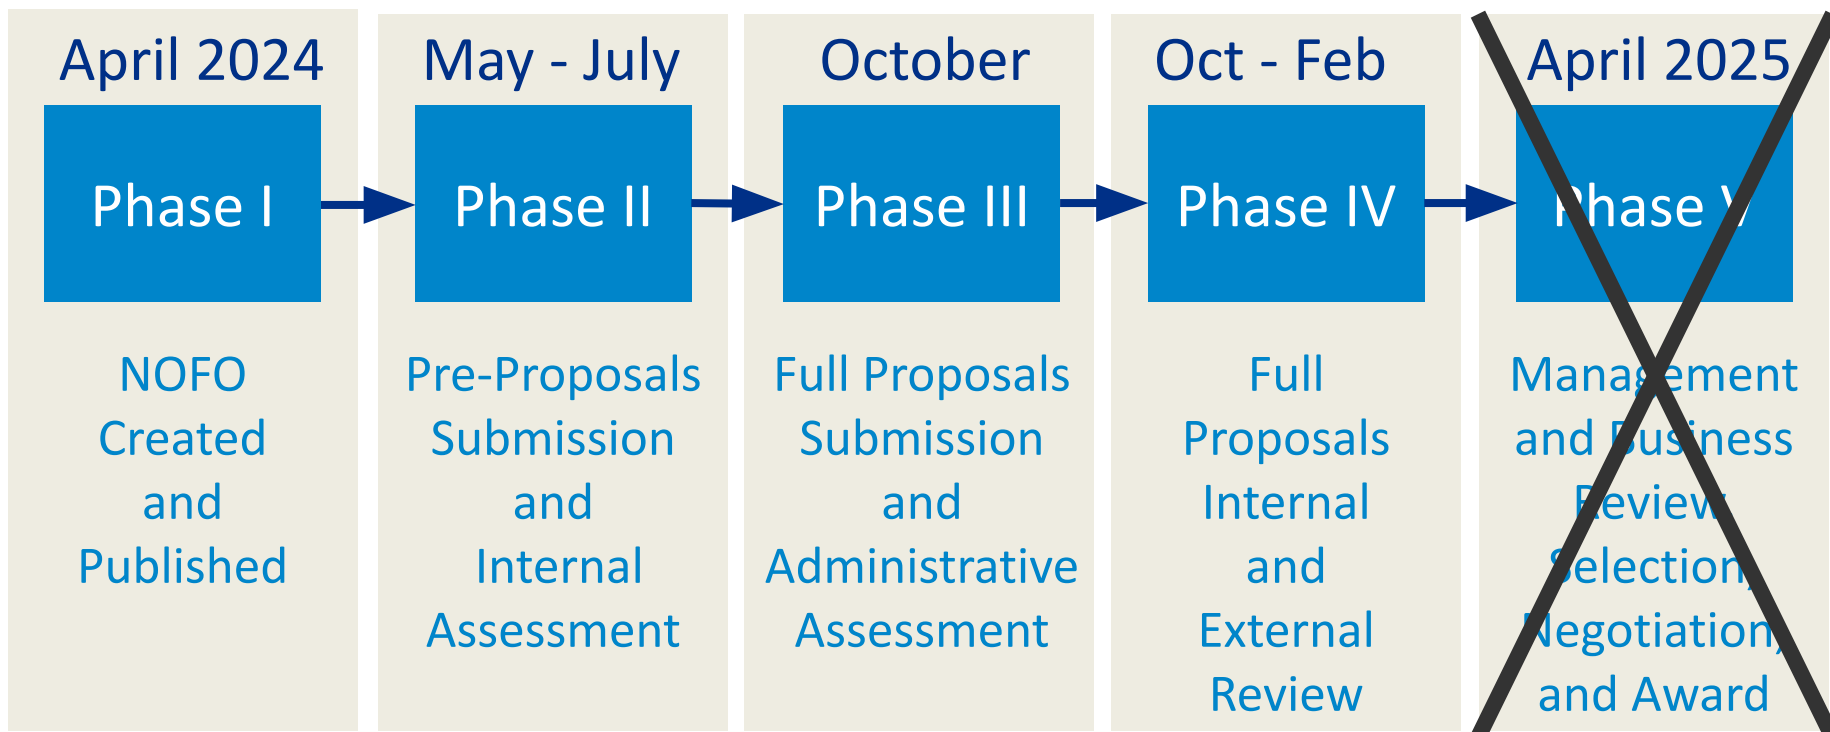 April 2024
Phase I
NOFO
Created
and
Published
May - July
Phase II
Pre-Proposals
Submission
and
Internal
Assessment
October
Phase III
Full Proposals
Submission
and
Administrative
Assessment
Oct - Feb
Phase IV
Full
Proposals
Internal
and
External
Review
April 2025
Phase V
Management
and Business
Review,
Selection,
Negotiation,
and Award